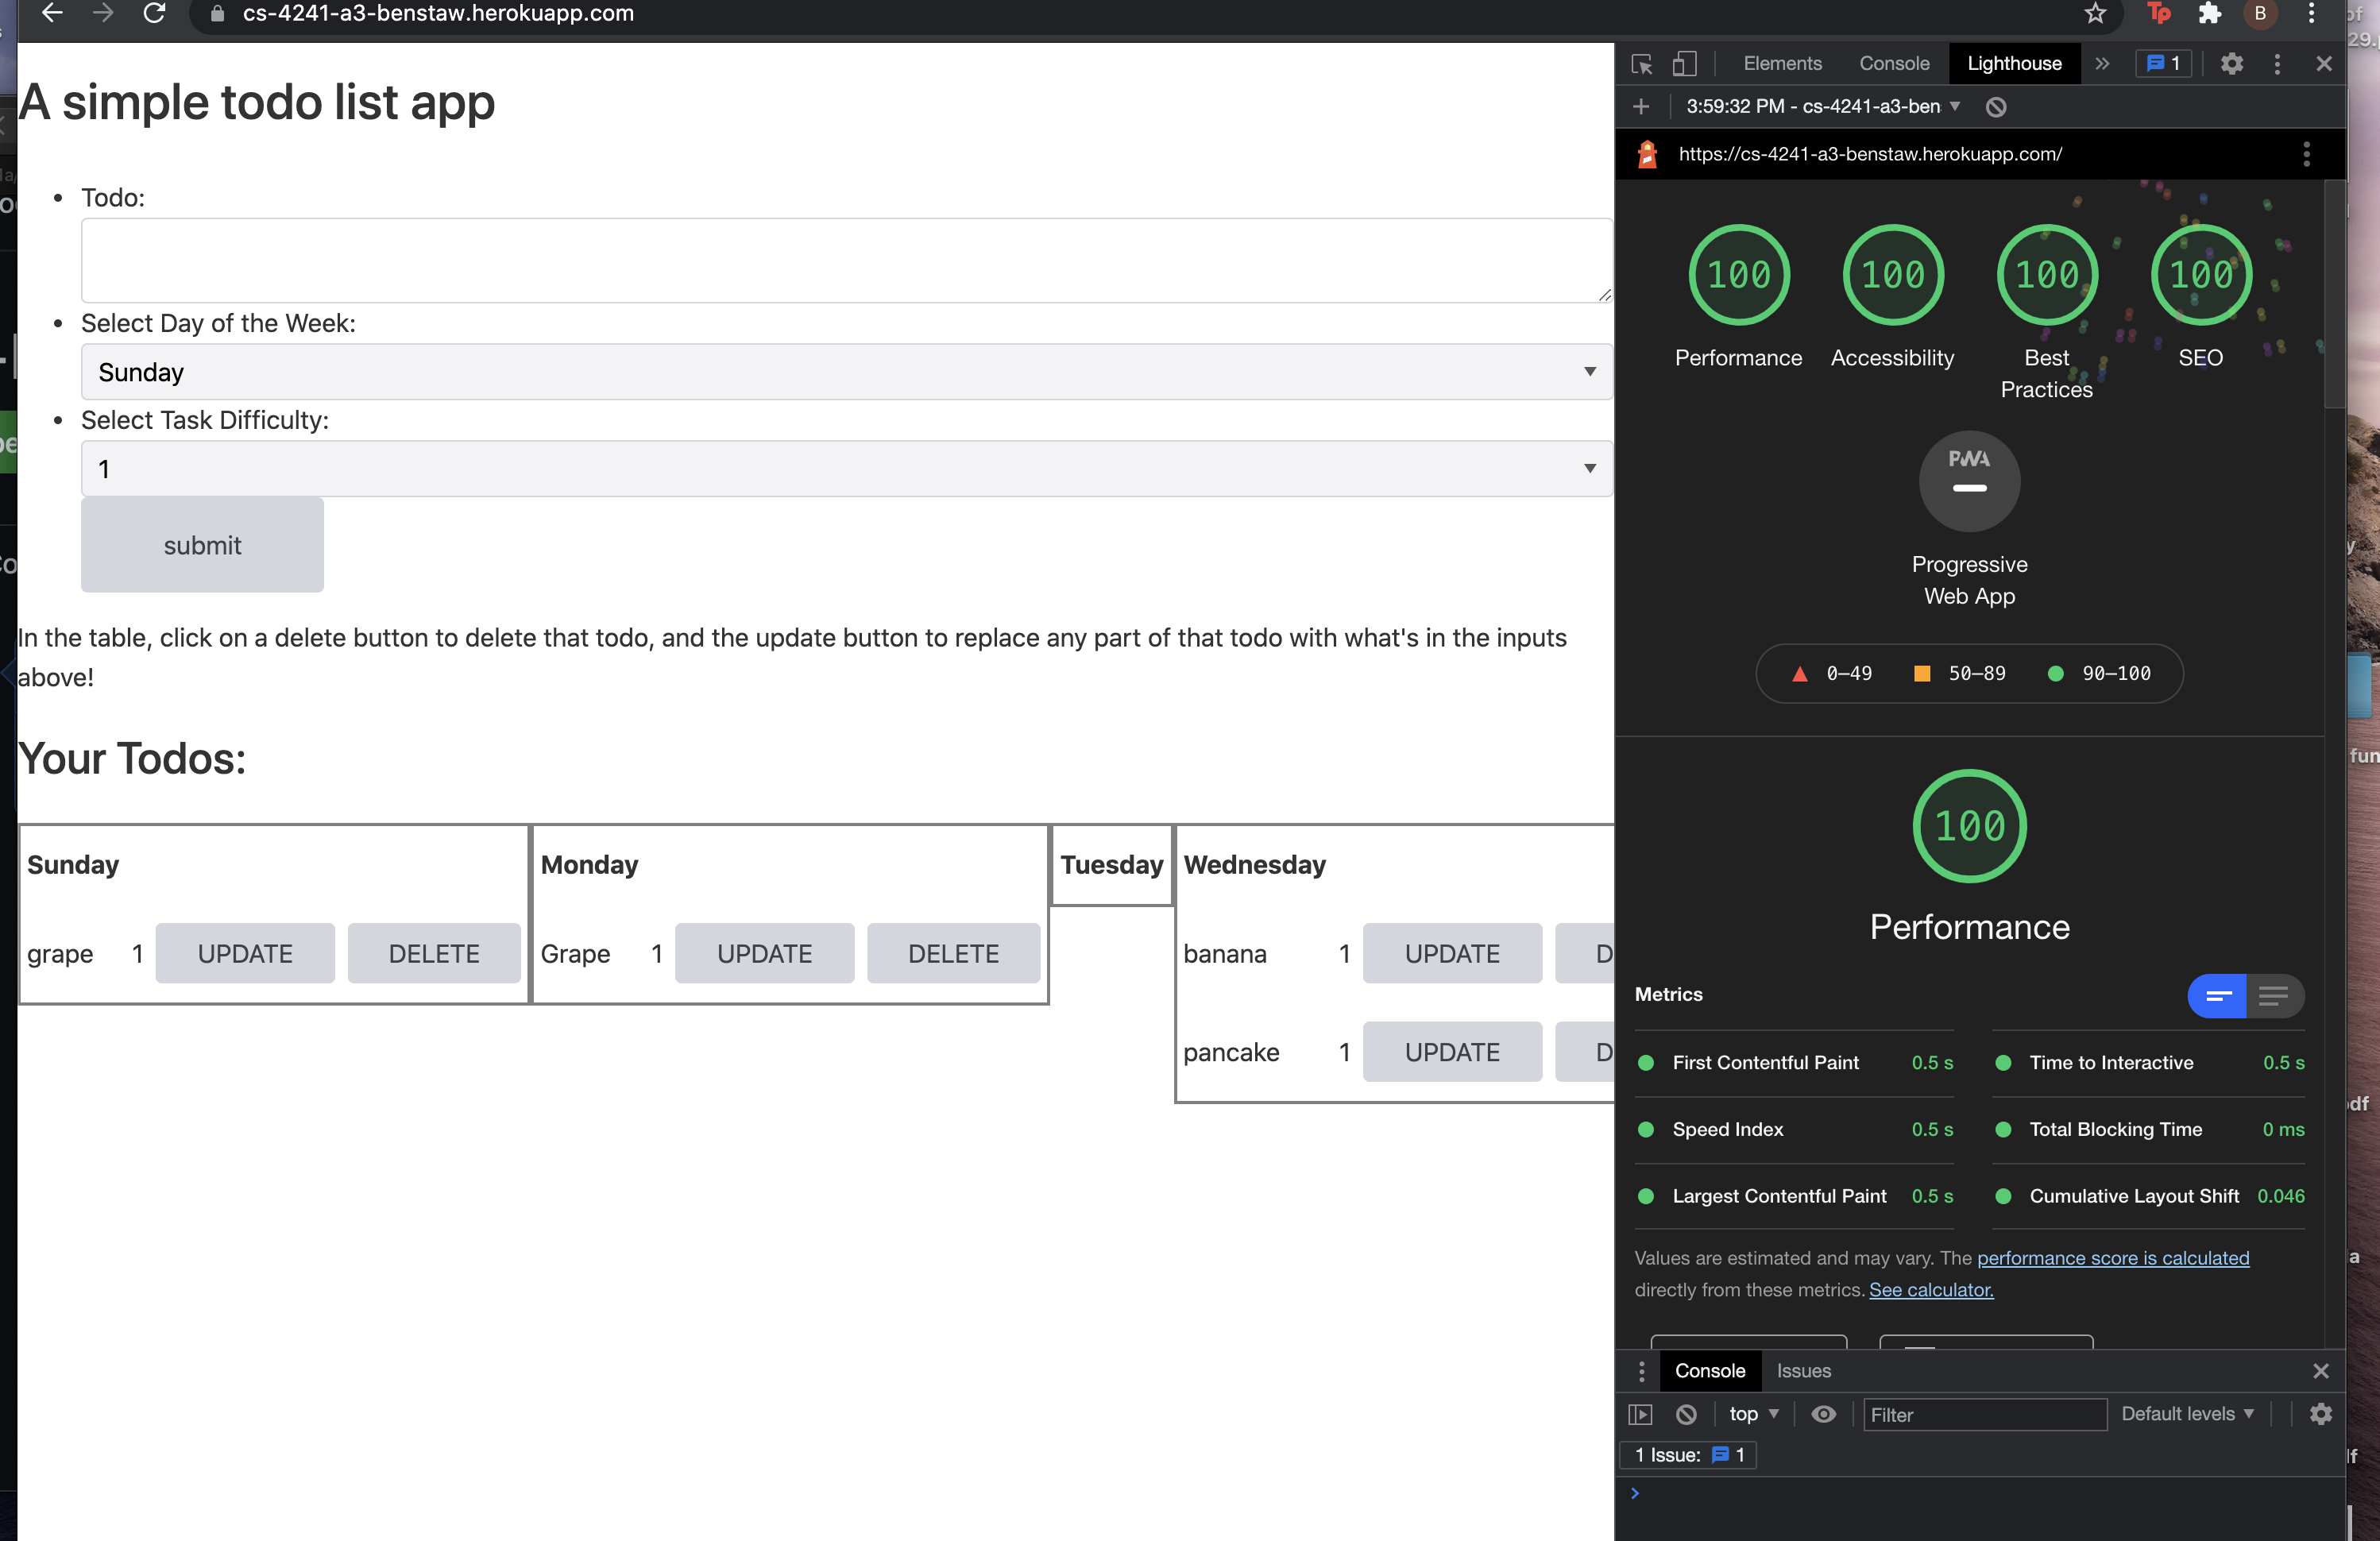 cs-4241-a3-benstaw.herokuapp.com
B
A simple todo list app
Todo:
Select Day of the Week:
Sunday
Select Task Difficulty:
1
submit
In the table, click on a delete button to delete that todo, and the update button to replace any part of that todo with what's in the inputs
above!
Your Todos:
Sunday
grape 1 UPDATE DELETE
Monday
Grape 1 UPDATE DELETE
Tuesday
Wednesday
banana 1 UPDATE D
pancake 1 UPDATE D
Elements Console Lighthouse 1
3:59:32 PM - cs-4241-a3-ben
https://cs-4241-a3-benstaw.herokuapp.com/
100 100 100 100
Performance Accessibility Best Practices SEO
PWA
Progressive
Web App
0–49 50–89 90–100
100
Performance
Metrics
First Contentful Paint 0.5 s
Time to Interactive 0.5 s
Speed Index 0.5 s
Total Blocking Time 0 ms
Largest Contentful Paint 0.5 s
Cumulative Layout Shift 0.046
Values are estimated and may vary. The performance score is calculated
directly from these metrics. See calculator.
Console Issues
top Filter Default levels
1 Issue: 1